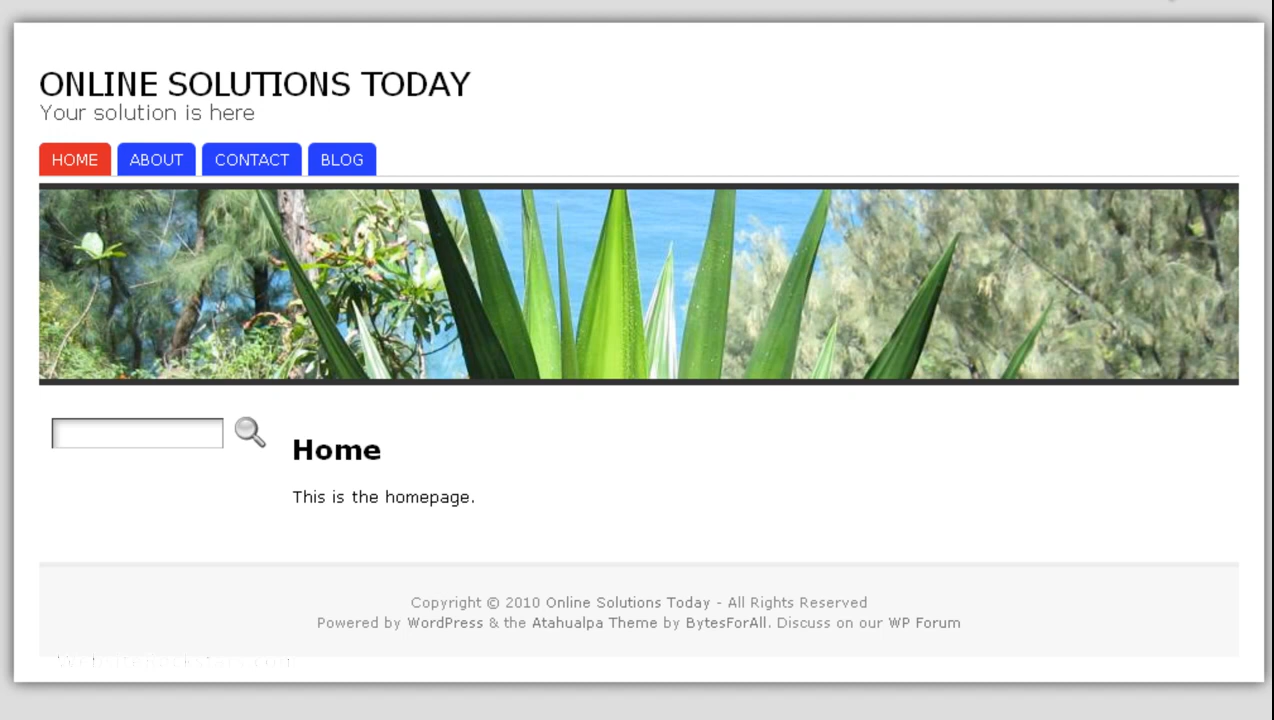 ONLINE SOLUTIONS TODAY
Your solution is here
HOME ABOUT CONTACT BLOG
Home
This is the homepage.
Copyright © 2010 Online Solutions Today - All Rights Reserved
Powered by WordPress & the Atahualpa Theme by BytesForAll. Discuss on our WP Forum